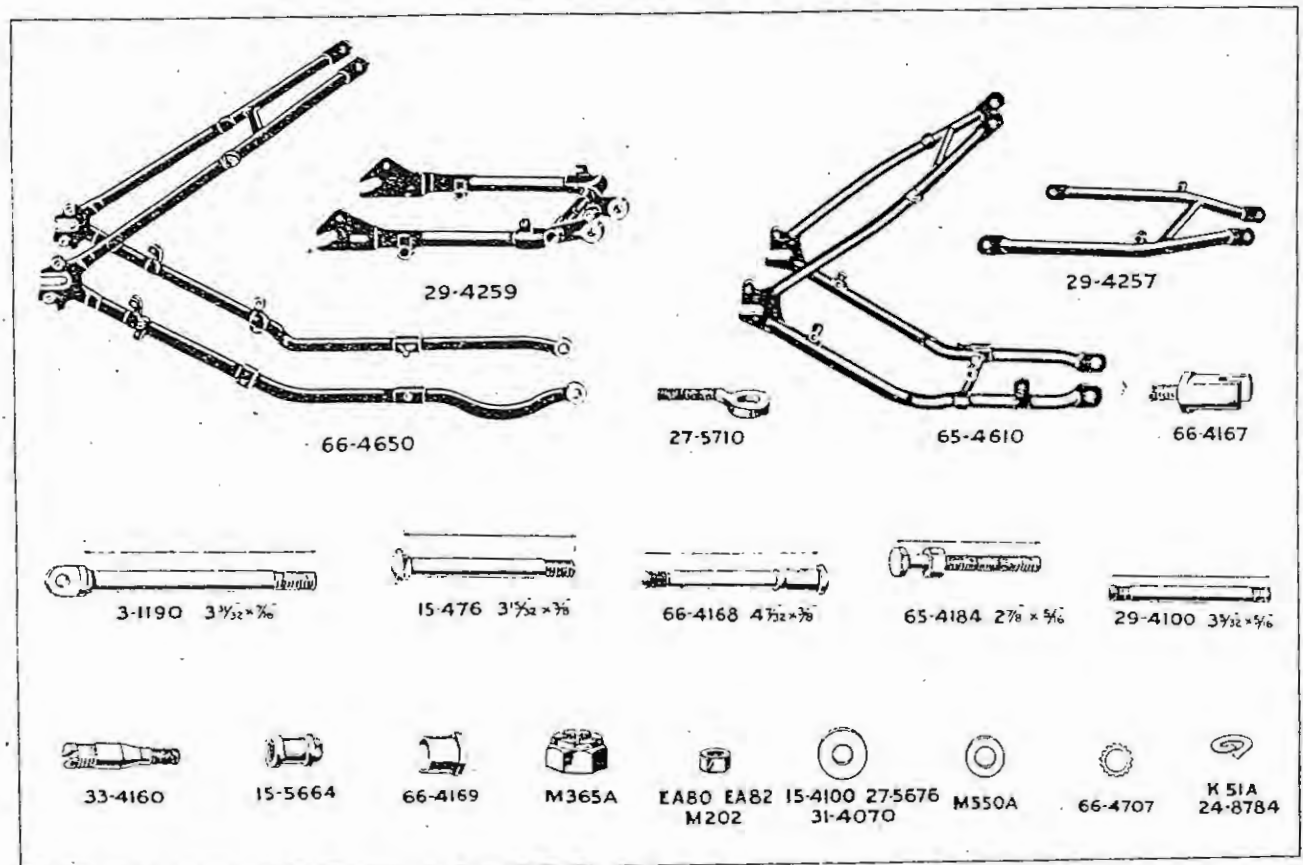 29-4259
29-4257
66-4650
27-5710
65-4610
66-4167
3-1190 3 31/32" x 7/16"
15-476 3 15/32" x 3/8"
66-4168 4 7/32" x 3/8"
65-4184 2 7/8" x 5/16"
29-4100 3 5/32" x 5/16"
33-4160
15-5664
66-4169
M365A
EA80 EA82
M202
15-4100 27-5676
31-4070
M550A
66-4707
K 51A
24-8784